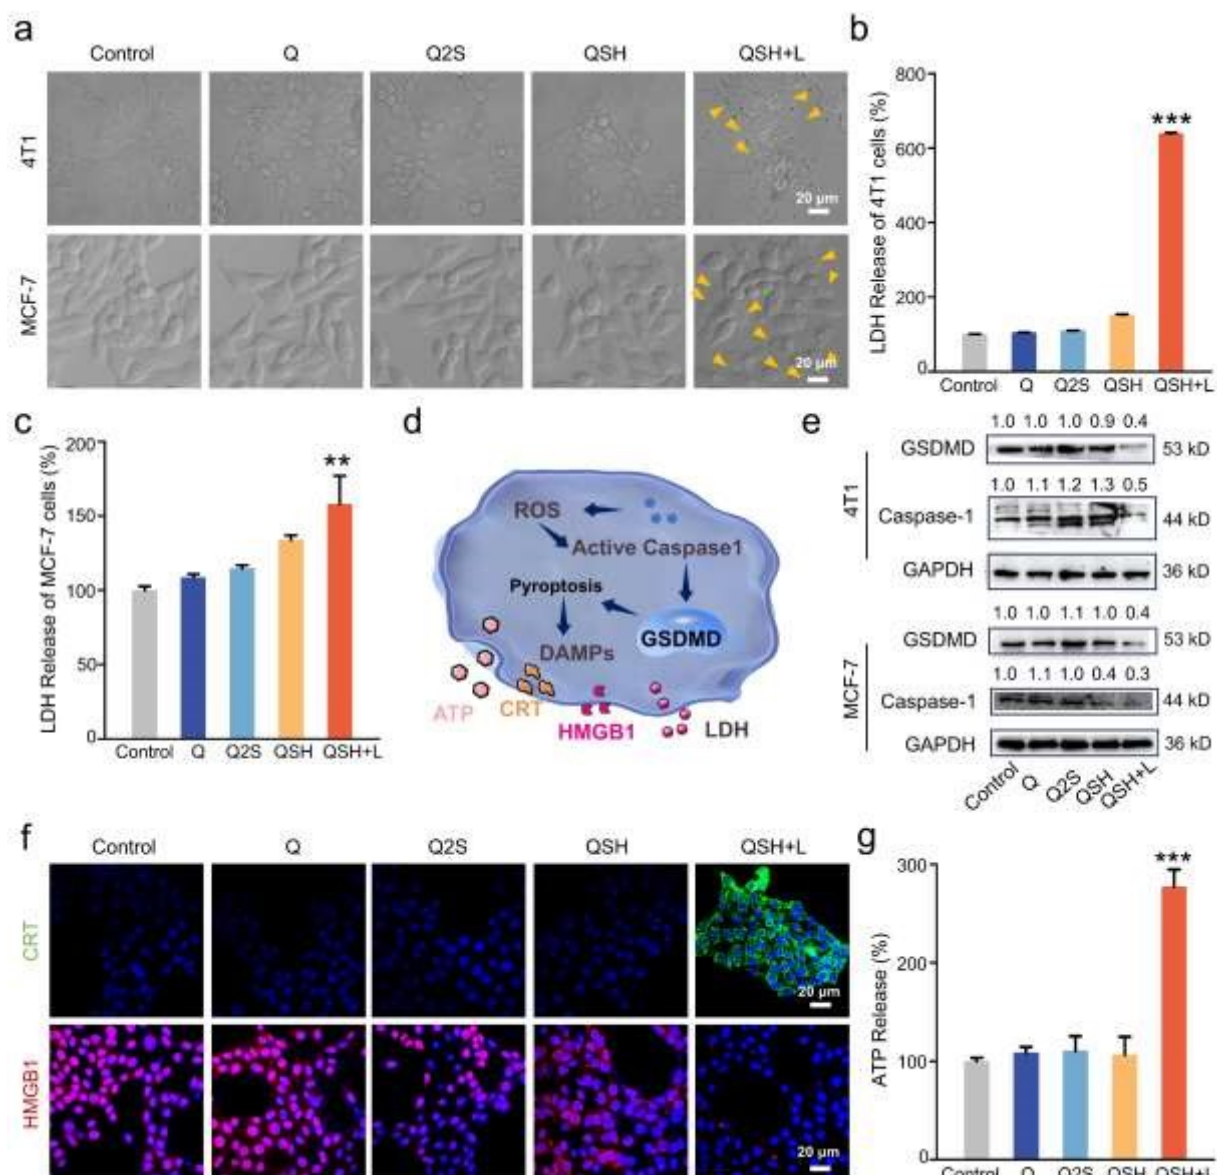 a
Control Q Q2S QSH QSH+L
4T1
20 µm
MCF-7
20 µm
b
LDH Release of 4T1 cells (%)
800
600
400
200
0
Control Q Q2S QSH QSH+L
***
c
LDH Release of MCF-7 cells (%)
200
150
100
50
0
Control Q Q2S QSH QSH+L
**
d
ROS
Active Caspase1
Pyroptosis
GSDMD
DAMPs
ATP
CRT
HMGB1
LDH
e
4T1
1.0 1.0 1.0 0.9 0.4
GSDMD 53 kD
1.0 1.1 1.2 1.3 0.5
Caspase-1 44 kD
GAPDH 36 kD
MCF-7
1.0 1.0 1.1 1.0 0.4
GSDMD 53 kD
1.0 1.1 1.0 0.4 0.3
Caspase-1 44 kD
GAPDH 36 kD
Control Q Q2S QSH QSH+L
f
Control Q Q2S QSH QSH+L
CRT
20 µm
HMGB1
20 µm
g
ATP Release (%)
300
200
100
0
***
Control Q Q2S QSH QSH+L